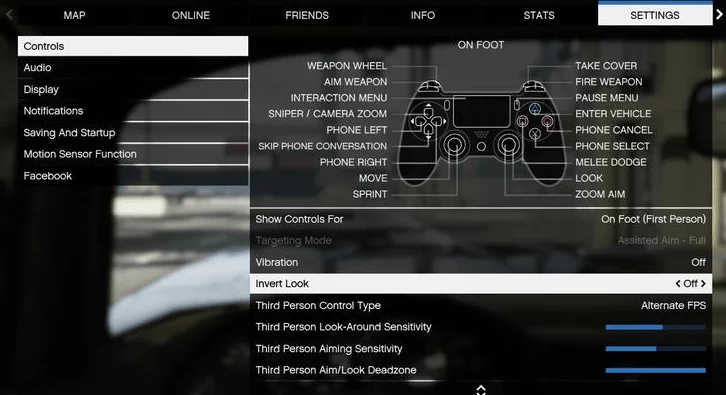 MAP ONLINE FRIENDS INFO STATS SETTINGS
Controls
Audio
Display
Notifications
Saving And Startup
Motion Sensor Function
Facebook
ON FOOT
WEAPON WHEEL TAKE COVER
AIM WEAPON FIRE WEAPON
INTERACTION MENU PAUSE MENU
SNIPER / CAMERA ZOOM ENTER VEHICLE
PHONE LEFT PHONE CANCEL
SKIP PHONE CONVERSATION PHONE SELECT
PHONE RIGHT MELEE DODGE
MOVE LOOK
SPRINT ZOOM AIM
Show Controls For On Foot (First Person)
Targeting Mode Assisted Aim - Full
Vibration Off
Invert Look Off
Third Person Control Type Alternate FPS
Third Person Look-Around Sensitivity
Third Person Aiming Sensitivity
Third Person Aim/Look Deadzone